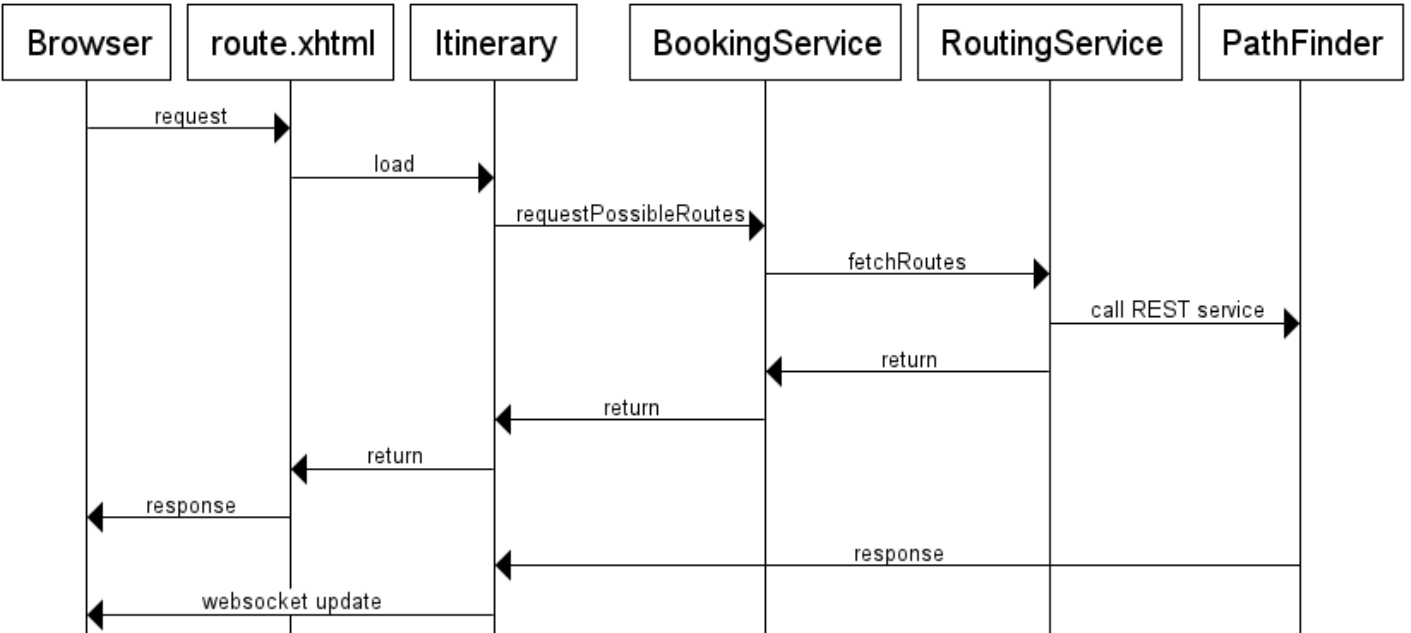 Browser
route.xhtml
Itinerary
BookingService
RoutingService
PathFinder
request
load
requestPossibleRoutes
fetchRoutes
call REST service
return
return
return
response
response
websocket update